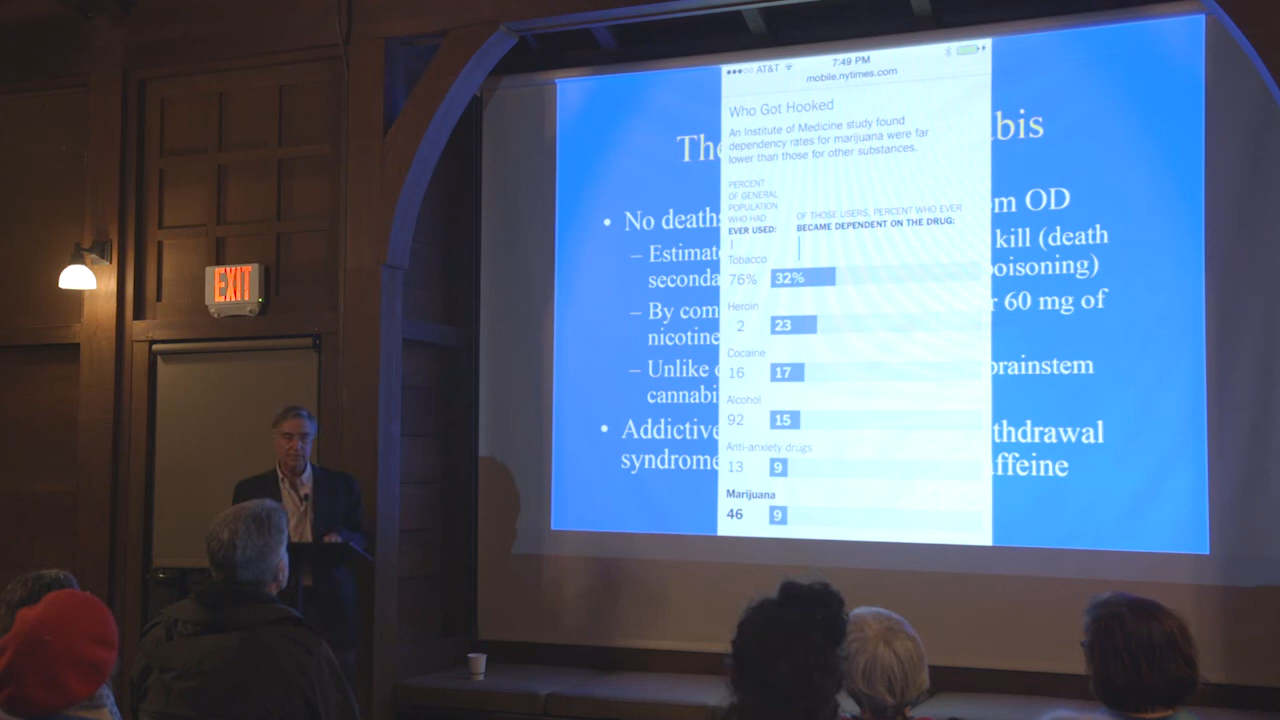 EXIT
AT&T
7:49 PM
mobile.nytimes.com
Who Got Hooked
An Institute of Medicine study found
dependency rates for marijuana were far
lower than those for other substances.
PERCENT
OF GENERAL
POPULATION
WHO HAD
EVER USED:
OF THOSE USERS, PERCENT WHO EVER
BECAME DEPENDENT ON THE DRUG:
Tobacco
76% 32%
Heroin
2 23
Cocaine
16 17
Alcohol
92 15
Anti-anxiety drugs
13 9
Marijuana
46 9
The bis
• No deaths om OD
– Estimate kill (death
seconda poisoning)
– By com r 60 mg of
nicotine
– Unlike brainstem
cannabi
• Addictive thdrawal
syndrome affeine